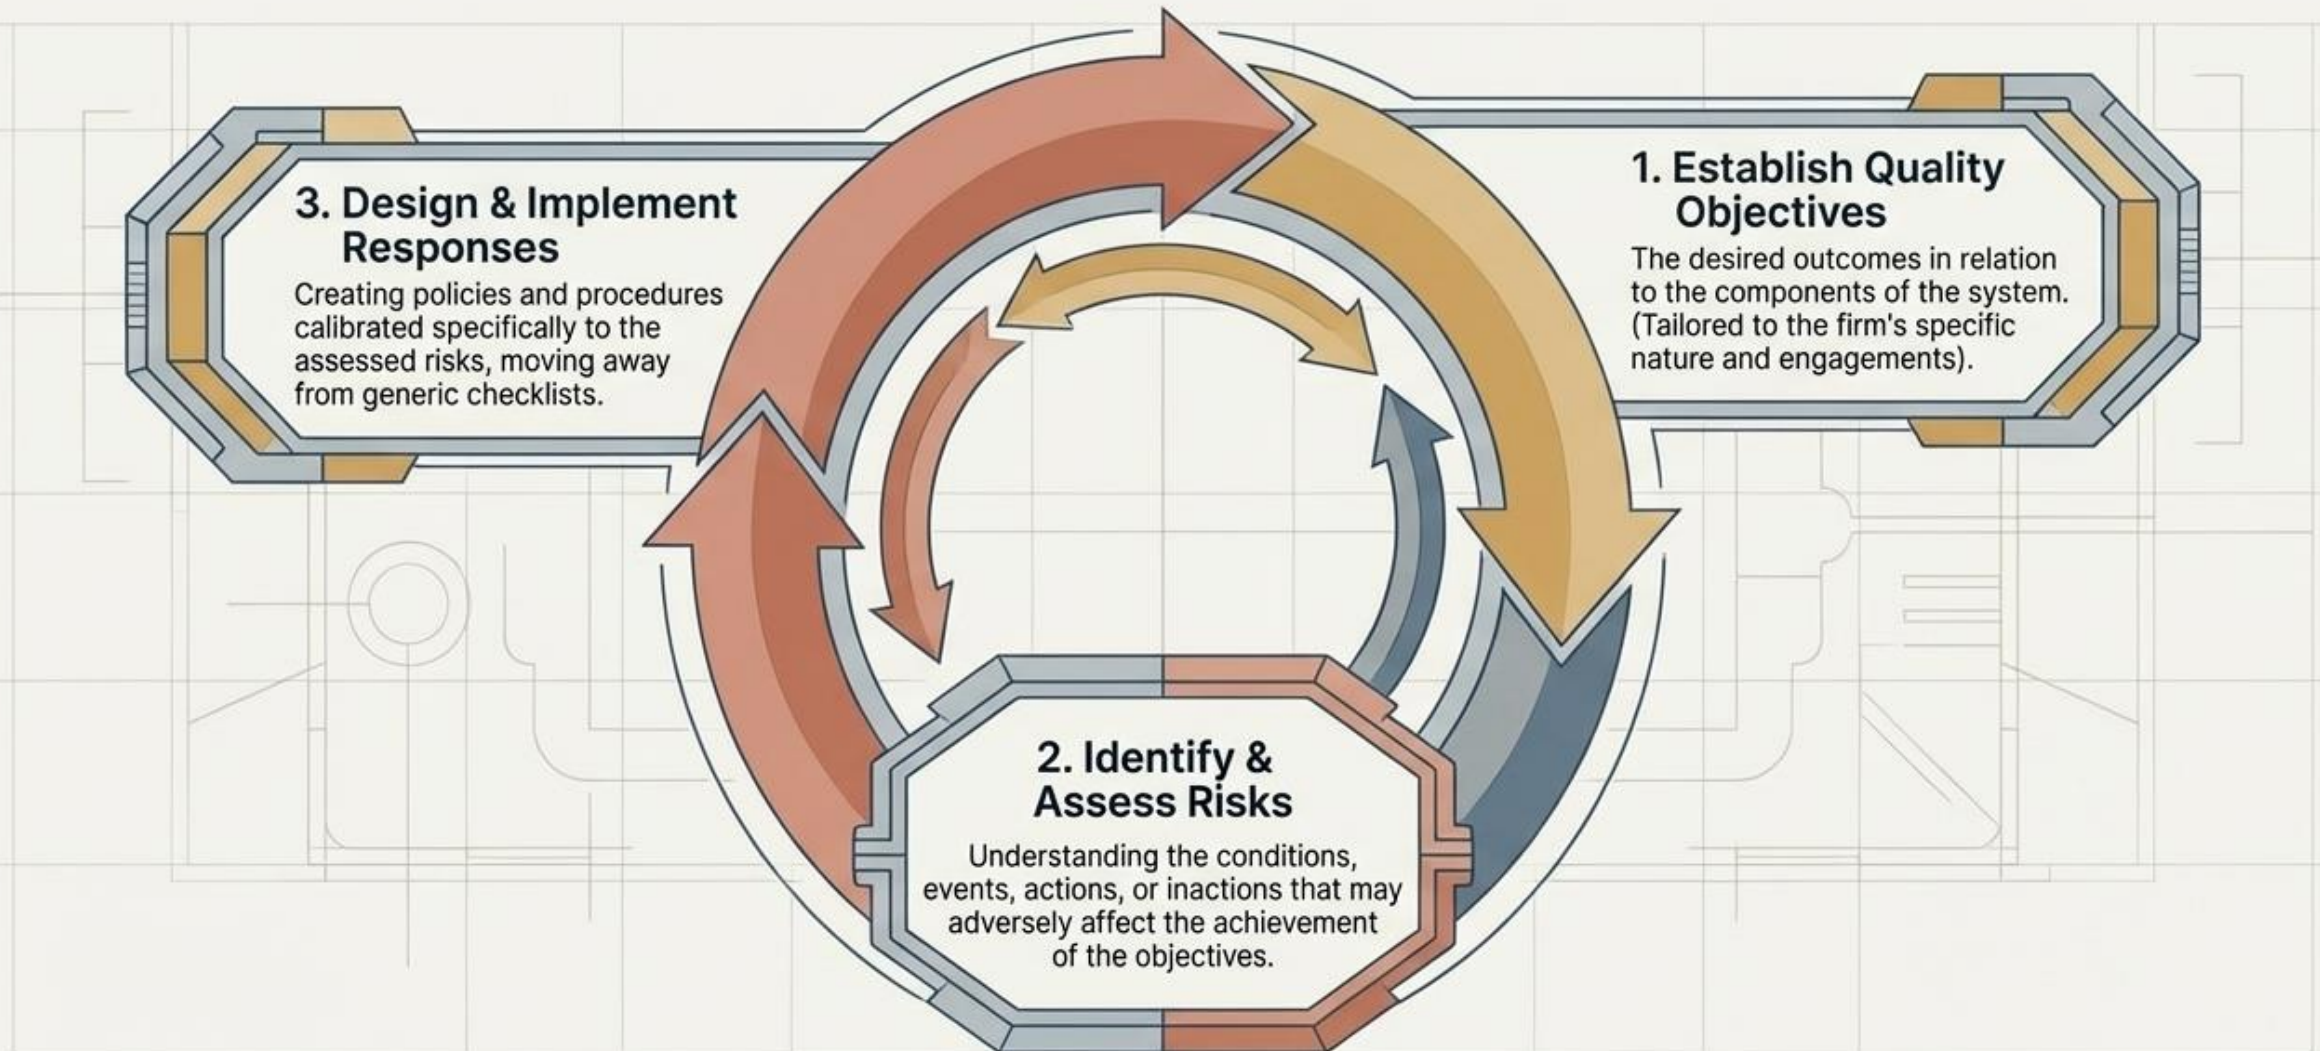 1. Establish Quality
Objectives
The desired outcomes in relation
to the components of the system.
(Tailored to the firm's specific
nature and engagements).
2. Identify &
Assess Risks
Understanding the conditions,
events, actions, or inactions that may
adversely affect the achievement
of the objectives.
3. Design & Implement
Responses
Creating policies and procedures
calibrated specifically to the
assessed risks, moving away
from generic checklists.